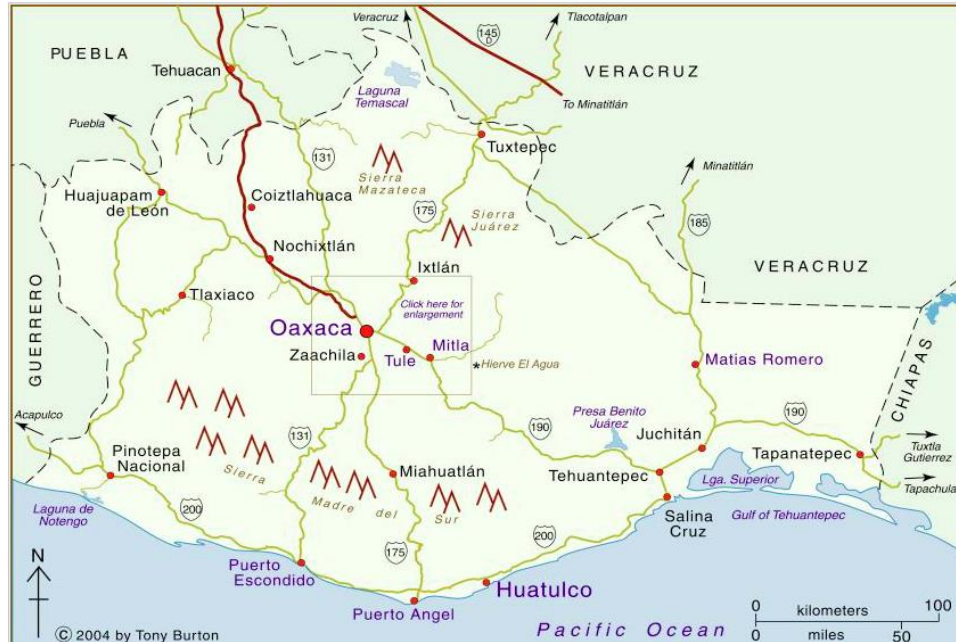 Veracruz
Tlacotalpan
145
D
PUEBLA
Tehuacan
VERACRUZ
Laguna
Temascal
To Minatitlán
Puebla
Tuxtepec
131
Sierra
Mazateca
Minatitlán
Huajuapam
de León
Coiztlahuaca
175
Sierra
Juárez
185
Nochixtlán
Ixtlán
VERACRUZ
Tlaxiaco
Click here for
enlargement
GUERRERO
Oaxaca
Mitla
Zaachila
Tule
Hierve El Agua
*
Matias Romero
CHIAPAS
Acapulco
Presa Benito
Juárez
190
131
190
Juchitán
Tuxtla
Gutierrez
Pinotepa
Nacional
Sierra
Miahuatlán
Tehuantepec
Tapanatepec
Lga. Superior
Tapachula
Madre del Sur
Laguna de
Notengo
200
Salina
Cruz
Gulf of Tehuantepec
200
175
N
Puerto
Escondido
Huatulco
Puerto Angel
0 kilometers 100
0 miles 50
© 2004 by Tony Burton
Pacific Ocean